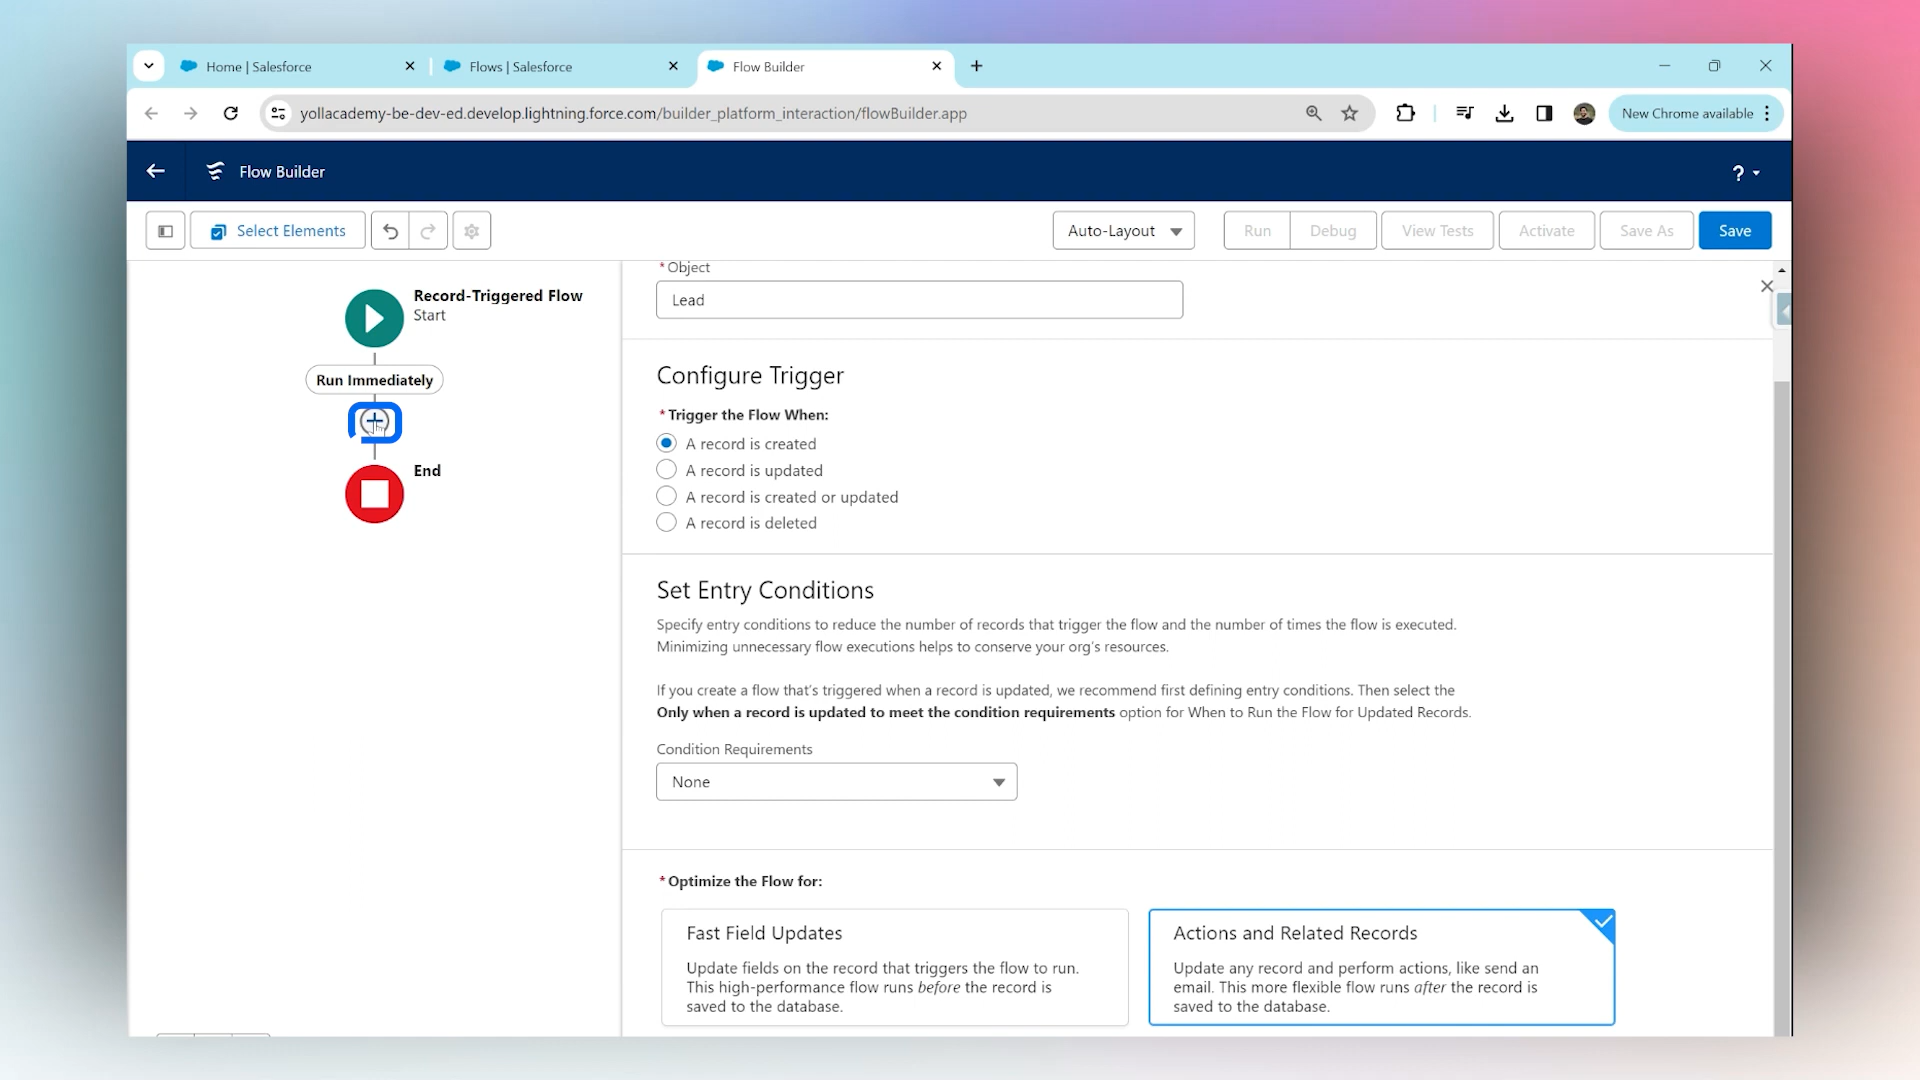 Home | Salesforce
Flows | Salesforce
Flow Builder
yollacademy-be-dev-ed.develop.lightning.force.com/builder_platform_interaction/flowBuilder.app
New Chrome available
Flow Builder
?
Select Elements
Auto-Layout
Run
Debug
View Tests
Activate
Save As
Save
Record-Triggered Flow
Start
Run Immediately
End
* Object
Lead
Configure Trigger
* Trigger the Flow When:
A record is created
A record is updated
A record is created or updated
A record is deleted
Set Entry Conditions
Specify entry conditions to reduce the number of records that trigger the flow and the number of times the flow is executed.
Minimizing unnecessary flow executions helps to conserve your org's resources.
If you create a flow that's triggered when a record is updated, we recommend first defining entry conditions. Then select the
Only when a record is updated to meet the condition requirements option for When to Run the Flow for Updated Records.
Condition Requirements
None
* Optimize the Flow for:
Fast Field Updates
Update fields on the record that triggers the flow to run.
This high-performance flow runs before the record is
saved to the database.
Actions and Related Records
Update any record and perform actions, like send an
email. This more flexible flow runs after the record is
saved to the database.